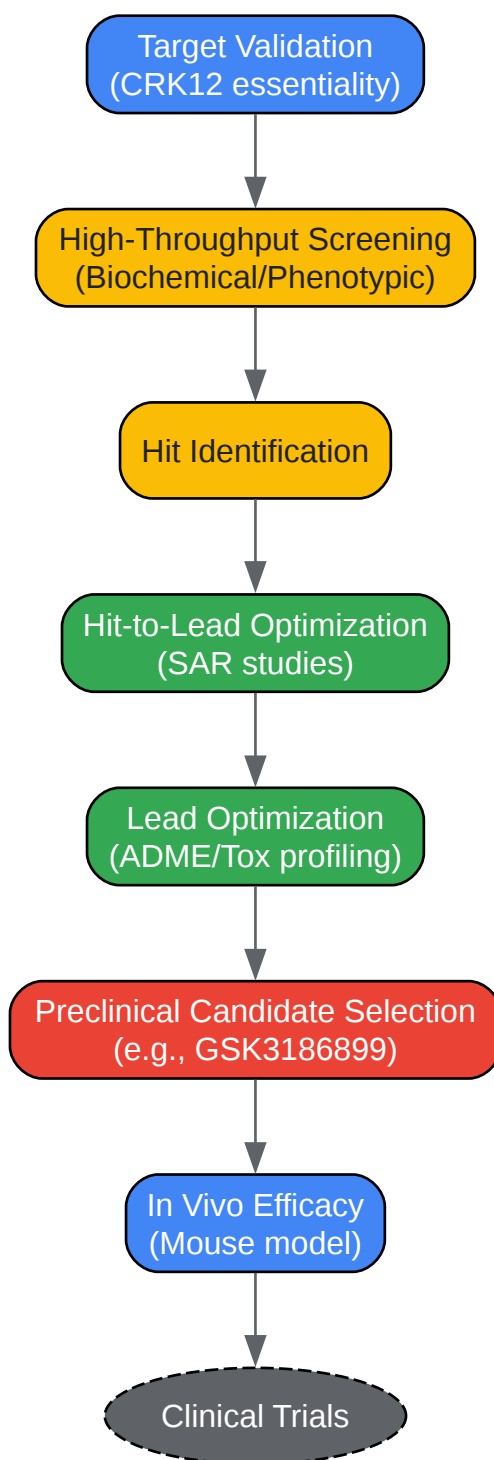 Target Validation
(CRK12 essentiality)
High-Throughput Screening
(Biochemical/Phenotypic)
Hit Identification
Hit-to-Lead Optimization
(SAR studies)
Lead Optimization
(ADME/Tox profiling)
Preclinical Candidate Selection
(e.g., GSK3186899)
In Vivo Efficacy
(Mouse model)
Clinical Trials